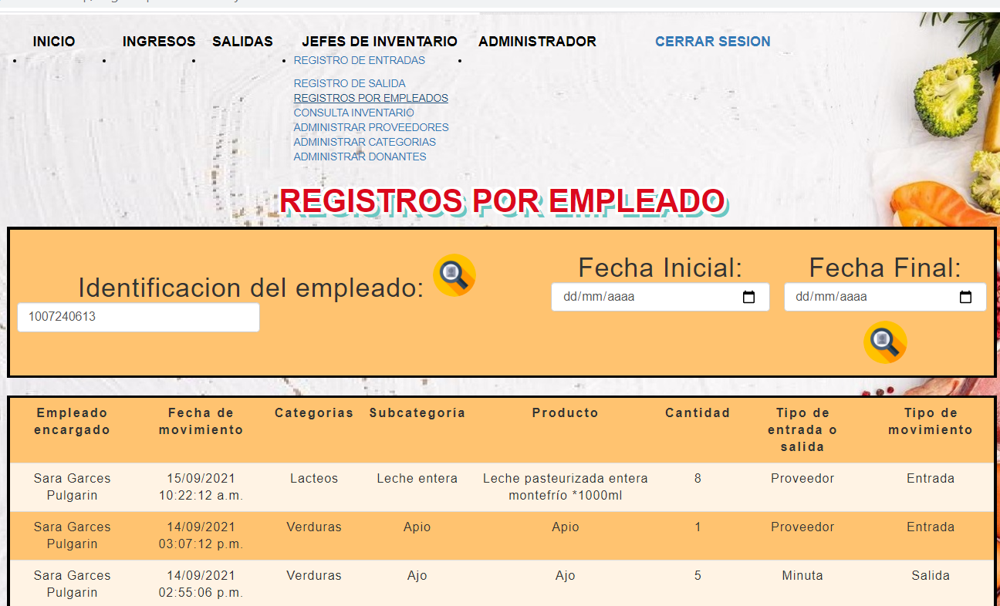 INICIO INGRESOS SALIDAS JEFES DE INVENTARIO ADMINISTRADOR CERRAR SESION
REGISTRO DE ENTRADAS
REGISTRO DE SALIDA
REGISTROS POR EMPLEADOS
CONSULTA INVENTARIO
ADMINISTRAR PROVEEDORES
ADMINISTRAR CATEGORIAS
ADMINISTRAR DONANTES
REGISTROS POR EMPLEADO
Identificacion del empleado:
1007240613
Fecha Inicial: Fecha Final:
dd/mm/aaaa dd/mm/aaaa
Empleado Fecha de Categorias Subcategoría Producto Cantidad Tipo de Tipo de
encargado movimiento entrada o movimiento
salida
Sara Garces 15/09/2021 Lacteos Leche entera Leche pasteurizada entera 8 Proveedor Entrada
Pulgarin 10:22:12 a.m. montefrío *1000ml
Sara Garces 14/09/2021 Verduras Apio Apio 1 Proveedor Entrada
Pulgarin 03:07:12 p.m.
Sara Garces 14/09/2021 Verduras Ajo Ajo 5 Minuta Salida
Pulgarin 02:55:06 p.m.